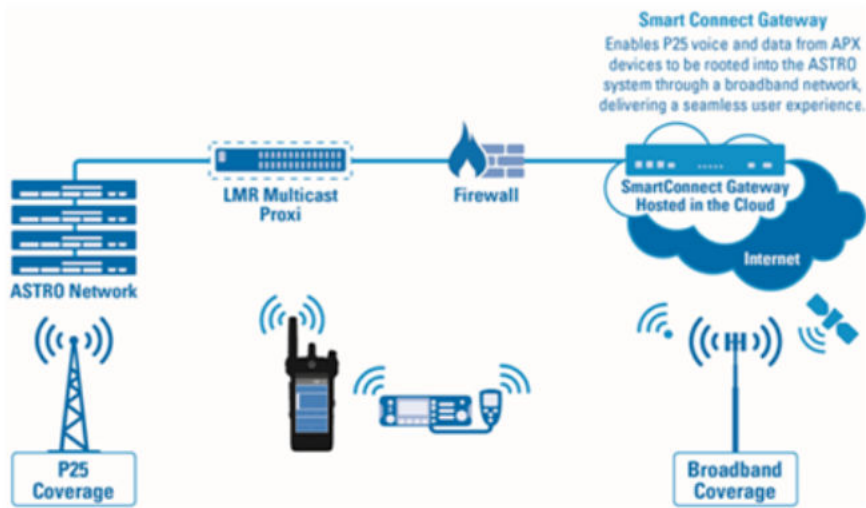 Smart Connect Gateway
Enables P25 voice and data from APX
devices to be rooted into the ASTRO
system through a broadband network,
delivering a seamless user experience.
LMR Multicast
Proxi
Firewall
SmartConnect Gateway
Hosted in the Cloud
Internet
ASTRO Network
P25
Coverage
Broadband
Coverage